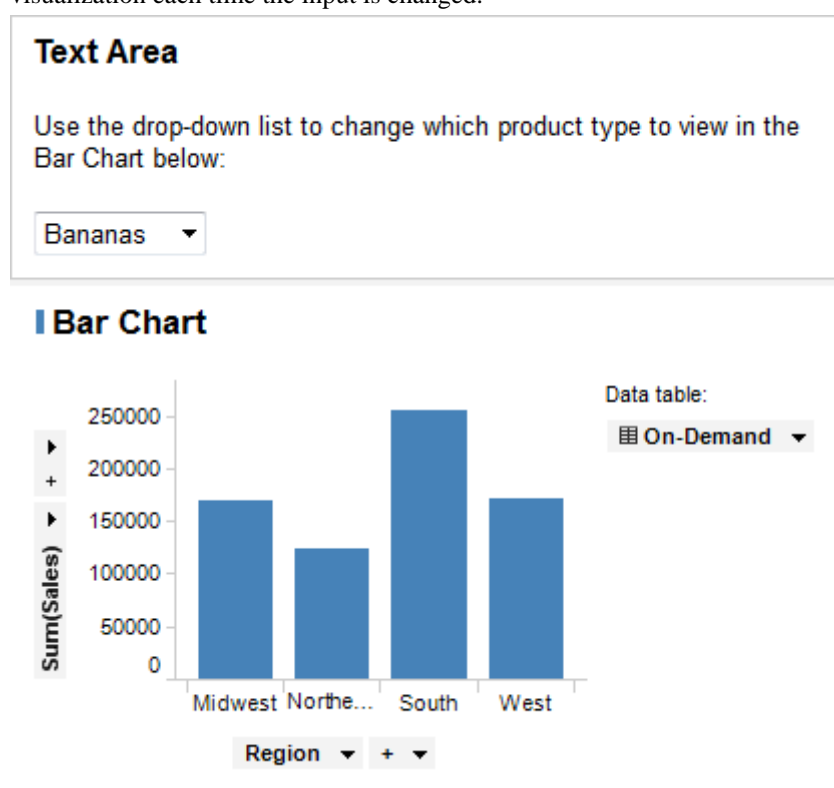 visualization each time the input is changed.
Text Area
Use the drop-down list to change which product type to view in the
Bar Chart below:
Bananas
Bar Chart
Data table:
On-Demand
250000
200000
150000
100000
50000
0
+
Sum(Sales)
Midwest Northe... South West
Region +